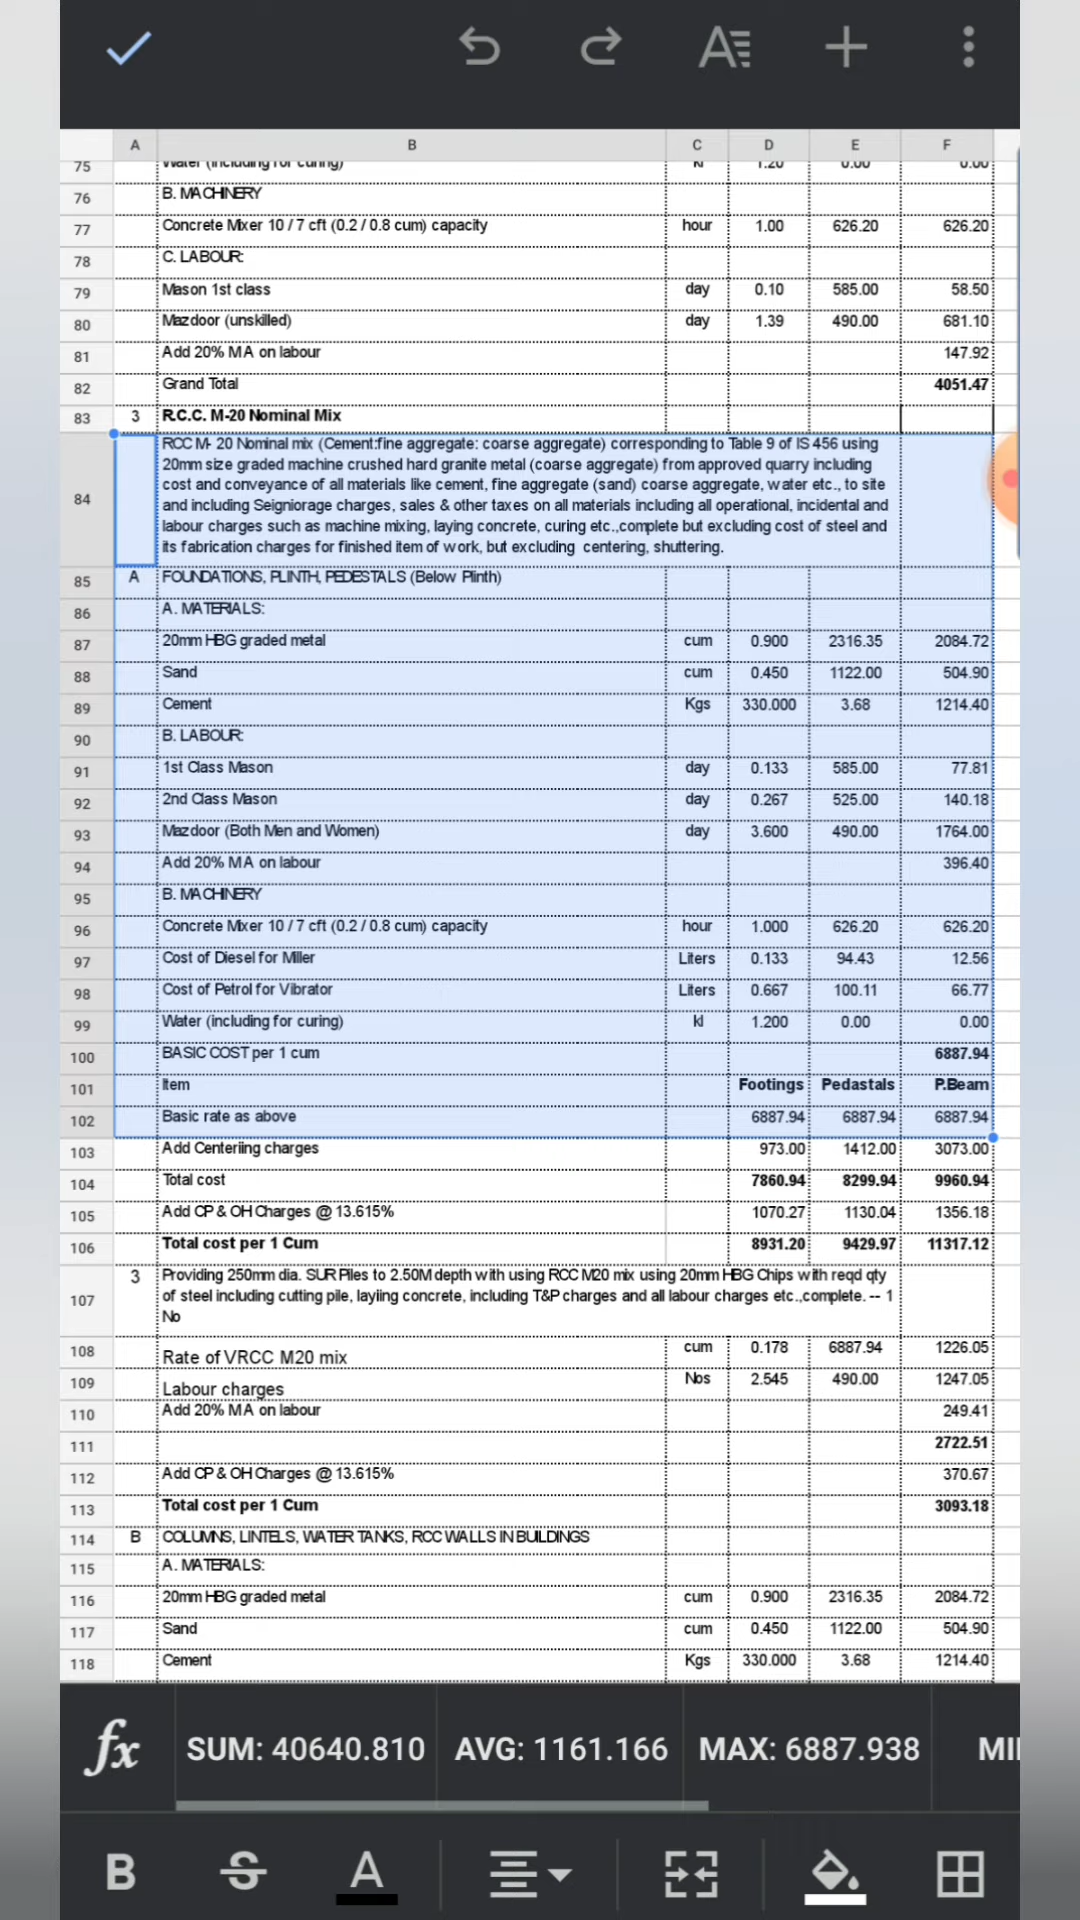 A B C D E F
75 Water (including for curing) kl 1.20 0.00 0.00
76 B. MACHINERY
77 Concrete Mixer 10 / 7 cft (0.2 / 0.8 cum) capacity hour 1.00 626.20 626.20
78 C. LABOUR:
79 Mason 1st class day 0.10 585.00 58.50
80 Mazdoor (unskilled) day 1.39 490.00 681.10
81 Add 20% MA on labour 147.92
82 Grand Total 4051.47
83 3 R.C.C. M-20 Nominal Mix
RCC M- 20 Nominal mix (Cement:fine aggregate: coarse aggregate) corresponding to Table 9 of IS 456 using
20mm size graded machine crushed hard granite metal (coarse aggregate) from approved quarry including
cost and conveyance of all materials like cement, fine aggregate (sand) coarse aggregate, water etc., to site
84 and including Seigniorage charges, sales & other taxes on all materials including all operational, incidental and
labour charges such as machine mixing, laying concrete, curing etc.,complete but excluding cost of steel and
its fabrication charges for finished item of work, but excluding centering, shuttering.
85 A FOUNDATIONS, PLINTH, PEDESTALS (Below Plinth)
86 A. MATERIALS:
87 20mm HBG graded metal cum 0.900 2316.35 2084.72
88 Sand cum 0.450 1122.00 504.90
89 Cement Kgs 330.000 3.68 1214.40
90 B. LABOUR:
91 1st Class Mason day 0.133 585.00 77.81
92 2nd Class Mason day 0.267 525.00 140.18
93 Mazdoor (Both Men and Women) day 3.600 490.00 1764.00
94 Add 20% MA on labour 396.40
95 B. MACHINERY
96 Concrete Mixer 10 / 7 cft (0.2 / 0.8 cum) capacity hour 1.000 626.20 626.20
97 Cost of Diesel for Miller Liters 0.133 94.43 12.56
98 Cost of Petrol for Vibrator Liters 0.667 100.11 66.77
99 Water (including for curing) kl 1.200 0.00 0.00
100 BASIC COST per 1 cum 6887.94
101 Item Footings Pedastals P.Beam
102 Basic rate as above 6887.94 6887.94 6887.94
103 Add Centeriing charges 973.00 1412.00 3073.00
104 Total cost 7860.94 8299.94 9960.94
105 Add CP & OH Charges @ 13.615% 1070.27 1130.04 1356.18
106 Total cost per 1 Cum 8931.20 9429.97 11317.12
3 Providing 250mm dia. SUR Piles to 2.50M depth with using RCC M20 mix using 20mm HBG Chips with reqd qty
107 of steel including cutting pile, layiing concrete, including T&P charges and all labour charges etc.,complete. -- 1
No
108 Rate of VRCC M20 mix cum 0.178 6887.94 1226.05
109 Labour charges Nos 2.545 490.00 1247.05
110 Add 20% MA on labour 249.41
111 2722.51
112 Add CP & OH Charges @ 13.615% 370.67
113 Total cost per 1 Cum 3093.18
114 B COLUMNS, LINTELS, WATER TANKS, RCC WALLS IN BUILDINGS
115 A. MATERIALS:
116 20mm HBG graded metal cum 0.900 2316.35 2084.72
117 Sand cum 0.450 1122.00 504.90
118 Cement Kgs 330.000 3.68 1214.40
fx SUM: 40640.810 AVG: 1161.166 MAX: 6887.938
B S A